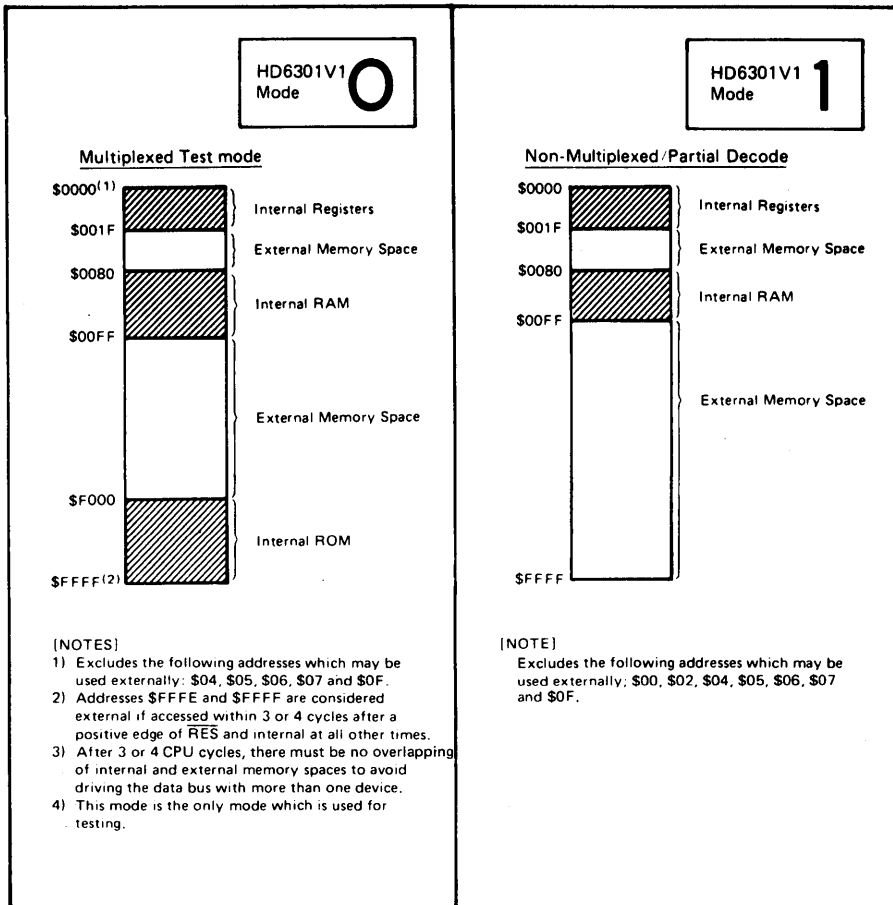 HD6301V1
Mode 0
Multiplexed Test mode
$0000(1)
Internal Registers
$001F
External Memory Space
$0080
Internal RAM
$00FF
External Memory Space
$F000
Internal ROM
$FFFF(2)
[NOTES]
1) Excludes the following addresses which may be
used externally: $04, $05, $06, $07 and $0F.
2) Addresses $FFFE and $FFFF are considered
external if accessed within 3 or 4 cycles after a
positive edge of RES and internal at all other times.
3) After 3 or 4 CPU cycles, there must be no overlapping
of internal and external memory spaces to avoid
driving the data bus with more than one device.
4) This mode is the only mode which is used for
testing.
HD6301V1
Mode 1
Non-Multiplexed/Partial Decode
$0000
Internal Registers
$001F
External Memory Space
$0080
Internal RAM
$00FF
External Memory Space
$FFFF
[NOTE]
Excludes the following addresses which may be
used externally; $00, $02, $04, $05, $06, $07
and $0F.